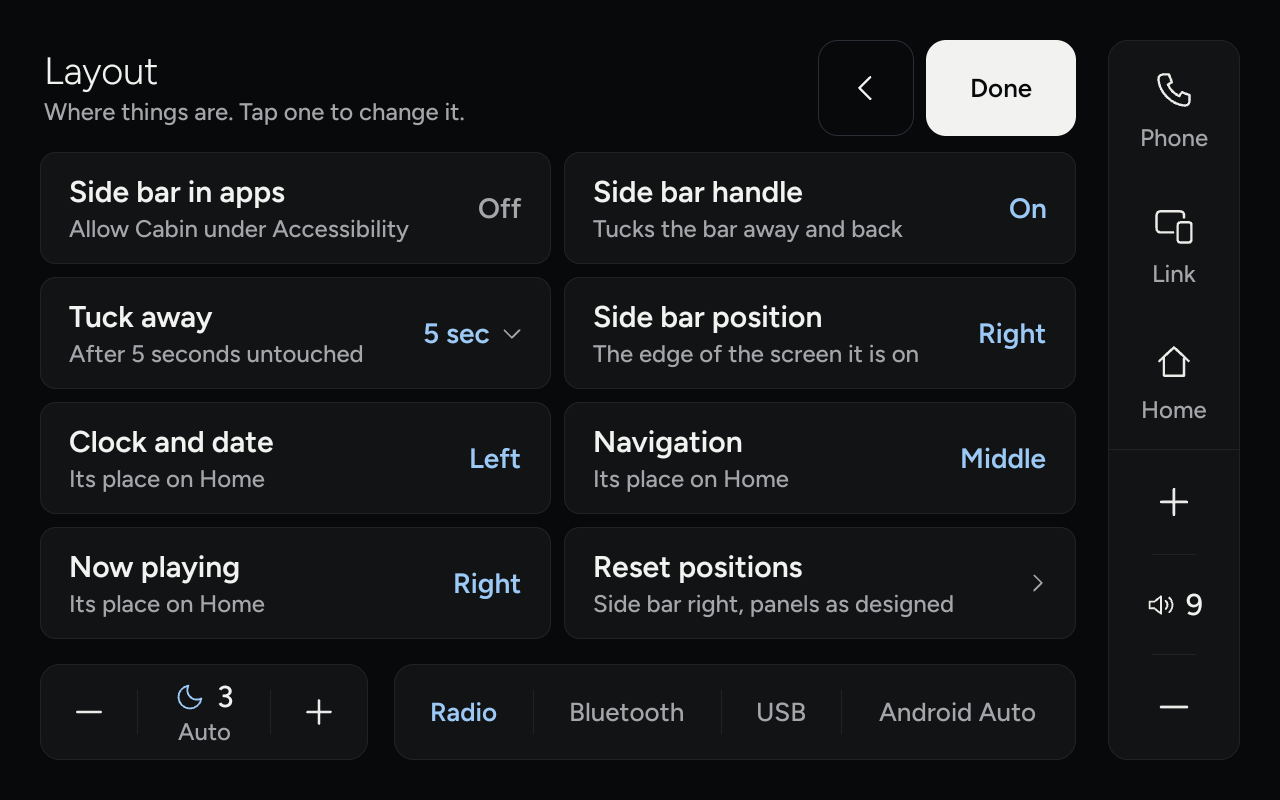 Layout
Where things are. Tap one to change it.
Done
Side bar in apps
Allow Cabin under Accessibility
Off
Side bar handle
Tucks the bar away and back
On
Tuck away
After 5 seconds untouched
5 sec
Side bar position
The edge of the screen it is on
Right
Clock and date
Its place on Home
Left
Navigation
Its place on Home
Middle
Now playing
Its place on Home
Right
Reset positions
Side bar right, panels as designed
3
Auto
Radio
Bluetooth
USB
Android Auto
Phone
Link
Home
9